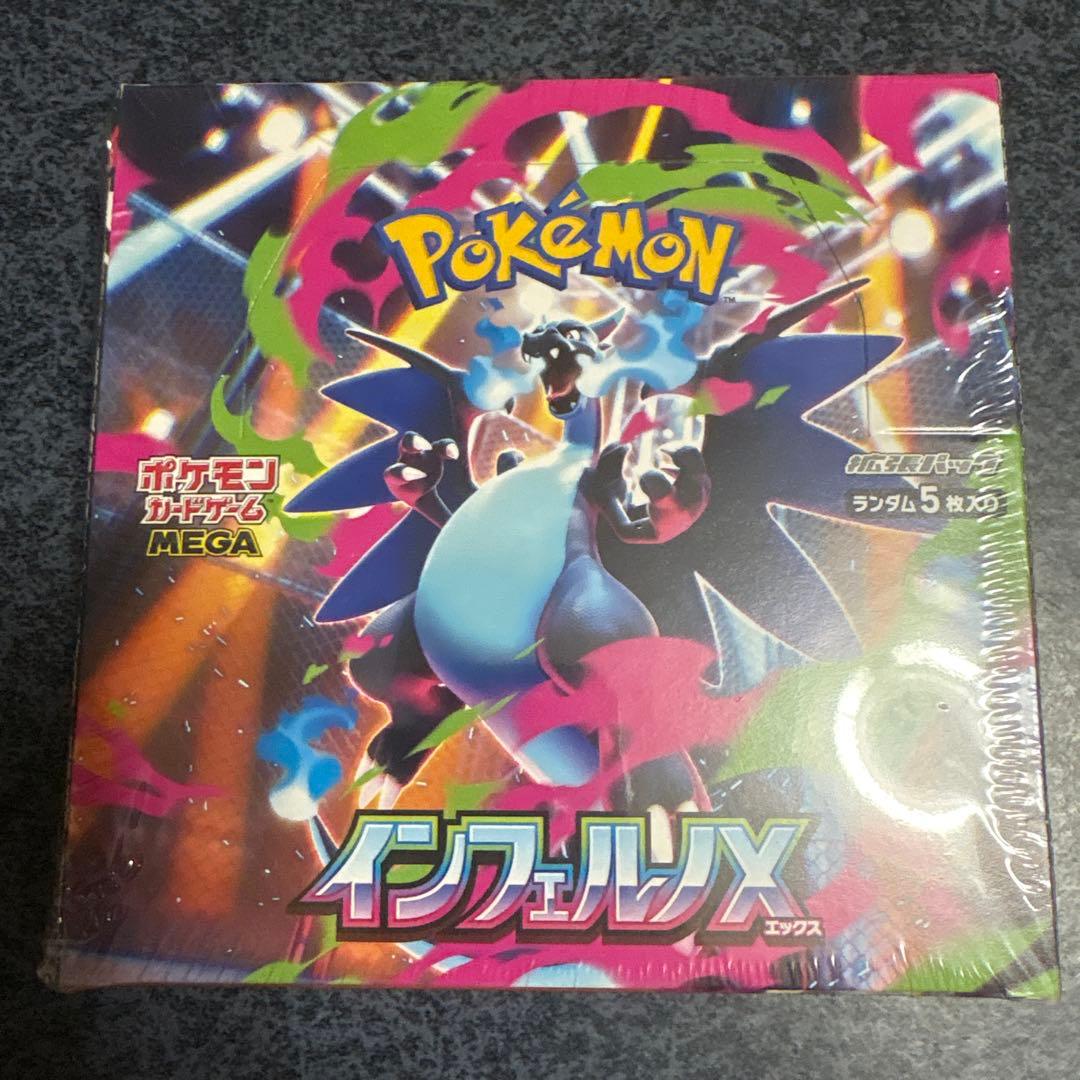 POKéMON
TM
ポケモン
カードゲーム
MEGA
拡張パック
ランダム5枚入り
インフェルノX
エックス